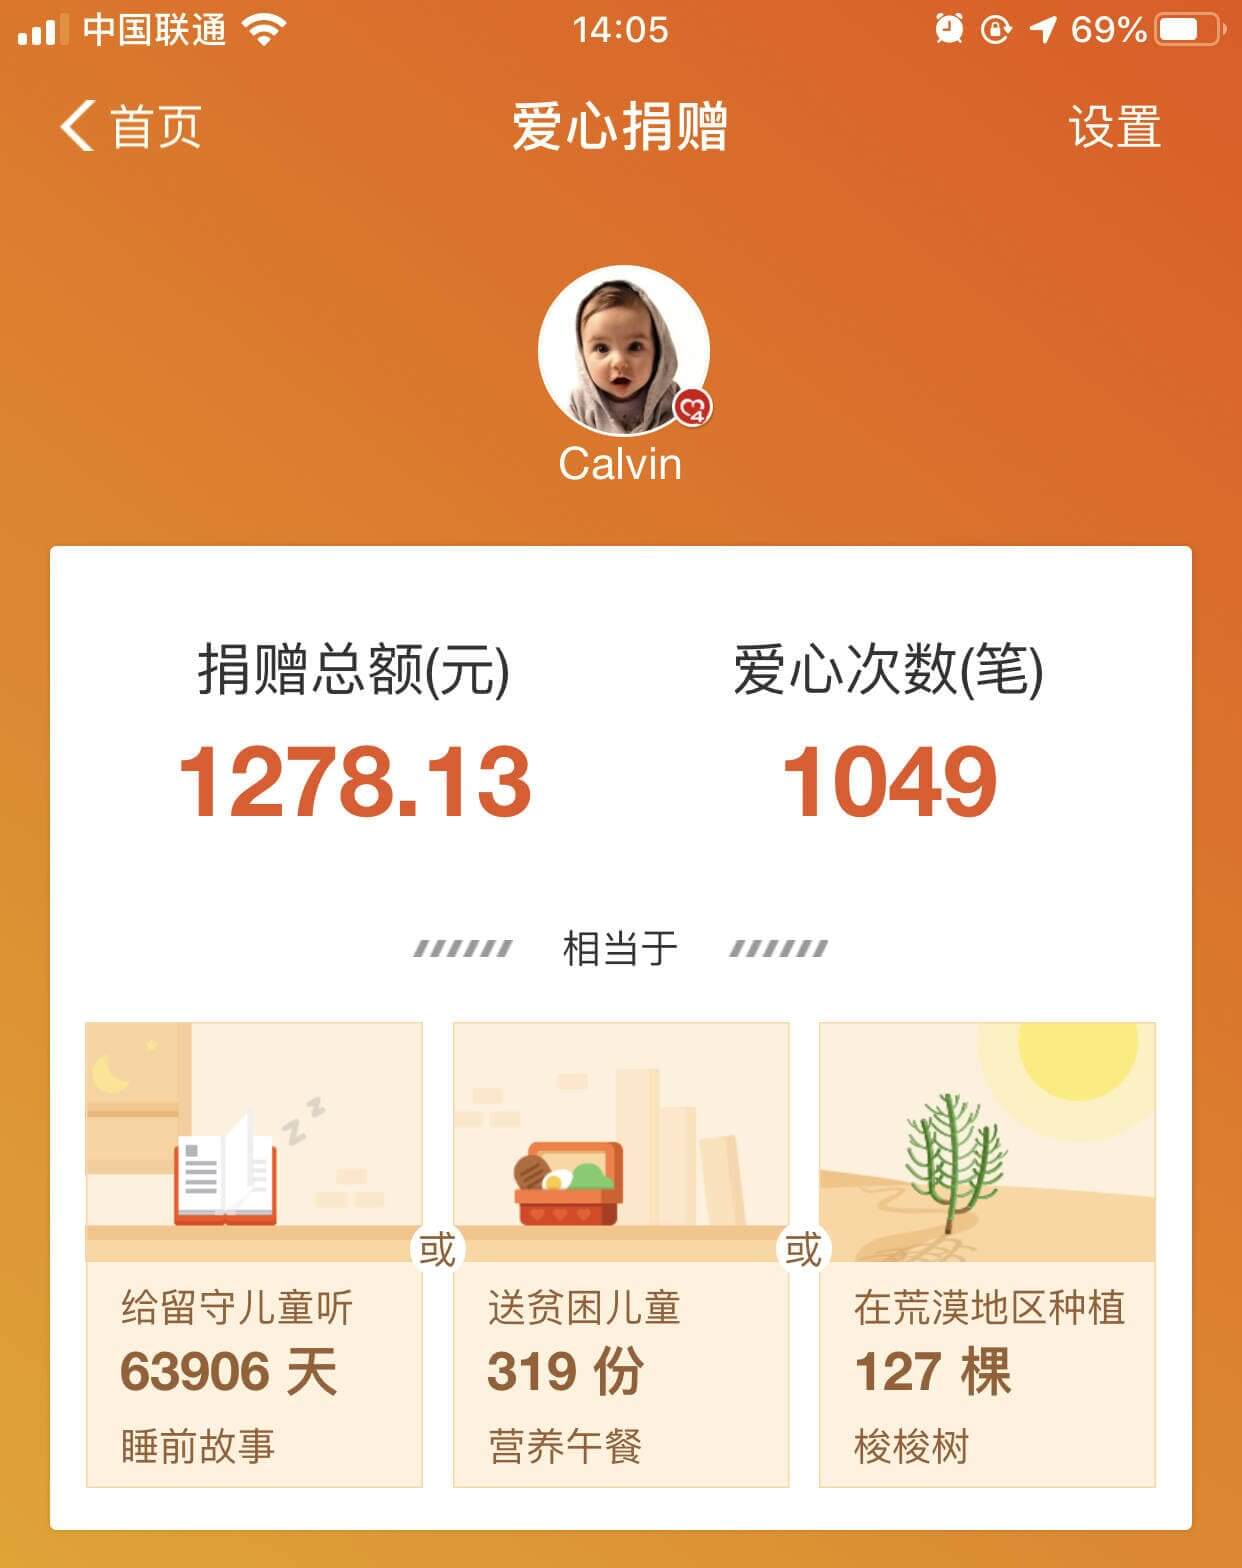 中国联通 14:05 69%
首页 爱心捐赠 设置
4
Calvin
捐赠总额(元) 爱心次数(笔)
1278.13 1049
相当于
z z
或 或
给留守儿童听 送贫困儿童 在荒漠地区种植
63906 天 319 份 127 棵
睡前故事 营养午餐 梭梭树